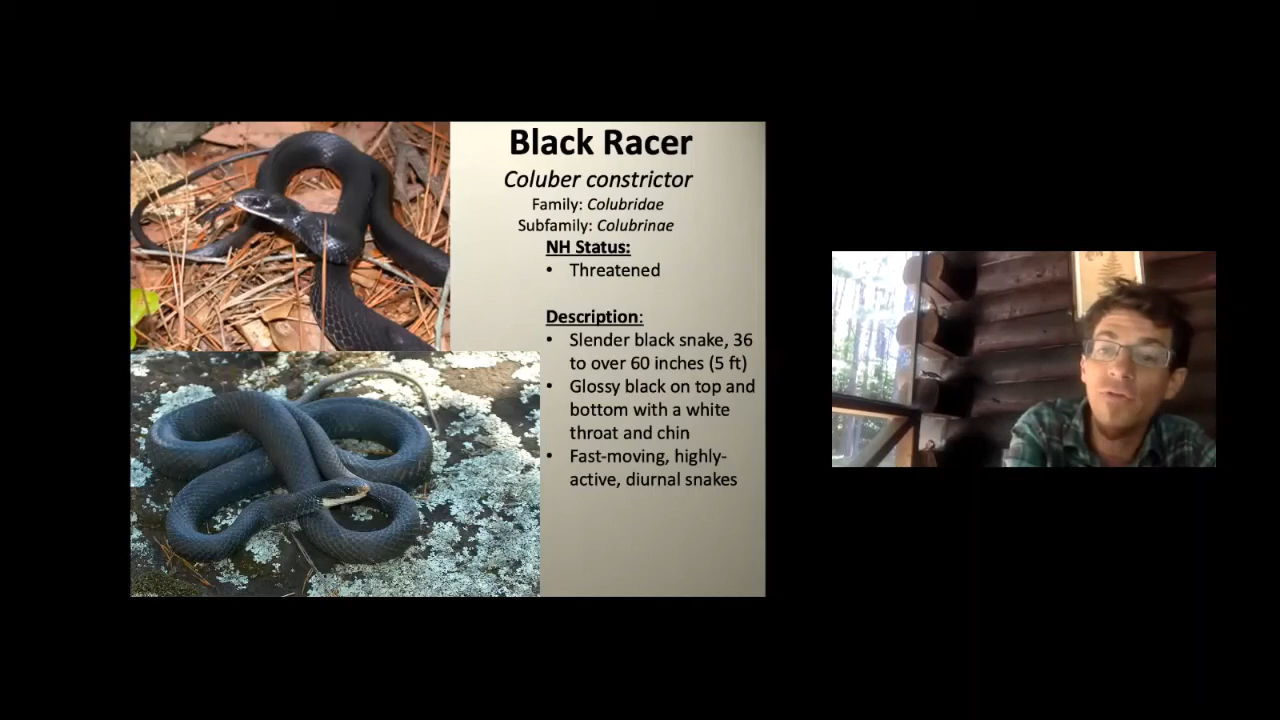 Black Racer
Coluber constrictor
Family: Colubridae
Subfamily: Colubrinae
NH Status:
• Threatened
Description:
• Slender black snake, 36
to over 60 inches (5 ft)
• Glossy black on top and
bottom with a white
throat and chin
• Fast-moving, highly-
active, diurnal snakes